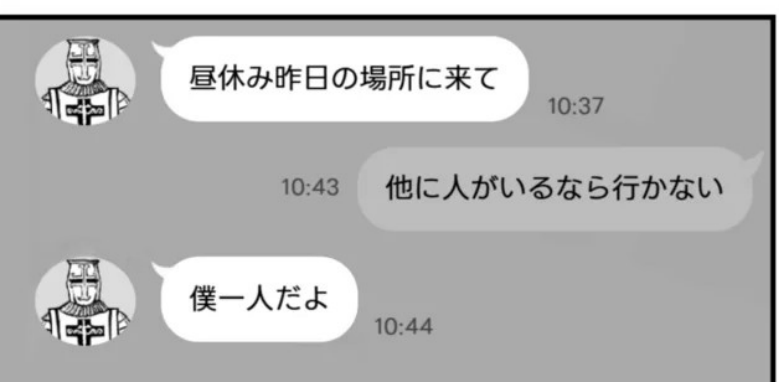 昼休み昨日の場所に来て
10:37
10:43
他に人がいるなら行かない
僕一人だよ
10:44